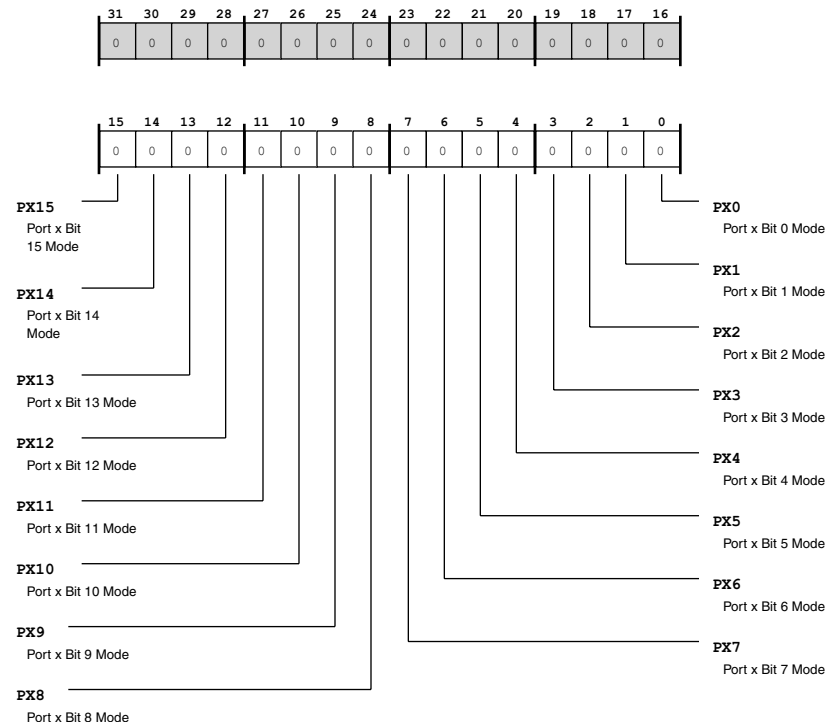 31 30 29 28 27 26 25 24 23 22 21 20 19 18 17 16
0 0 0 0 0 0 0 0 0 0 0 0 0 0 0 0
15 14 13 12 11 10 9 8 7 6 5 4 3 2 1 0
0 0 0 0 0 0 0 0 0 0 0 0 0 0 0 0
PX15
Port x Bit
15 Mode
PX14
Port x Bit 14
Mode
PX13
Port x Bit 13 Mode
PX12
Port x Bit 12 Mode
PX11
Port x Bit 11 Mode
PX10
Port x Bit 10 Mode
PX9
Port x Bit 9 Mode
PX8
Port x Bit 8 Mode
PX0
Port x Bit 0 Mode
PX1
Port x Bit 1 Mode
PX2
Port x Bit 2 Mode
PX3
Port x Bit 3 Mode
PX4
Port x Bit 4 Mode
PX5
Port x Bit 5 Mode
PX6
Port x Bit 6 Mode
PX7
Port x Bit 7 Mode